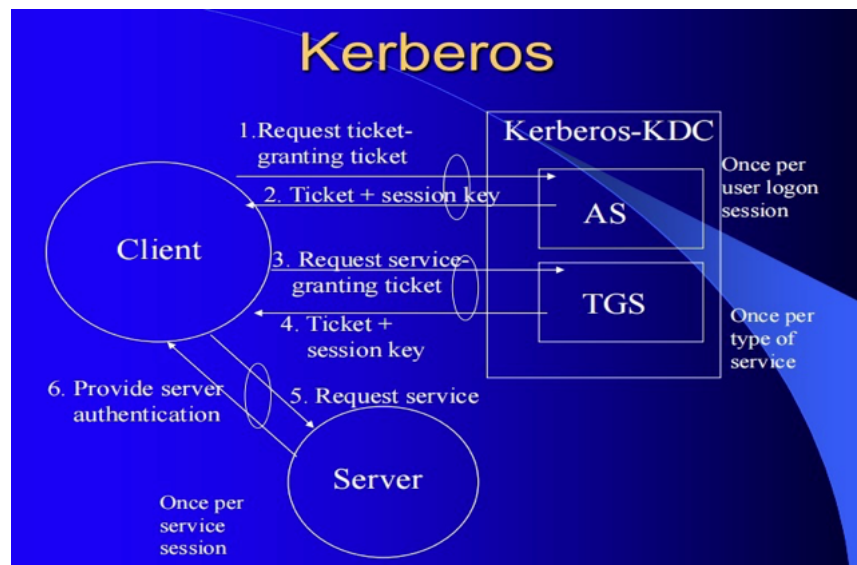 Kerberos
1.Request ticket-
granting ticket
2. Ticket + session key
Kerberos-KDC
AS
Once per
user logon
session
Client
3. Request service-
granting ticket
4. Ticket +
session key
TGS
Once per
type of
service
6. Provide server
authentication
5. Request service
Server
Once per
service
session